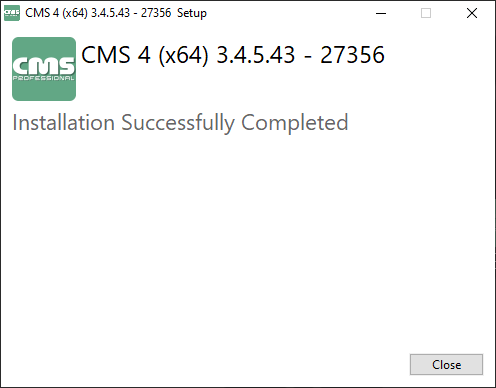 CMS 4 (x64) 3.4.5.43 - 27356 Setup
CMS
PROFESSIONAL
CMS 4 (x64) 3.4.5.43 - 27356
Installation Successfully Completed
Close